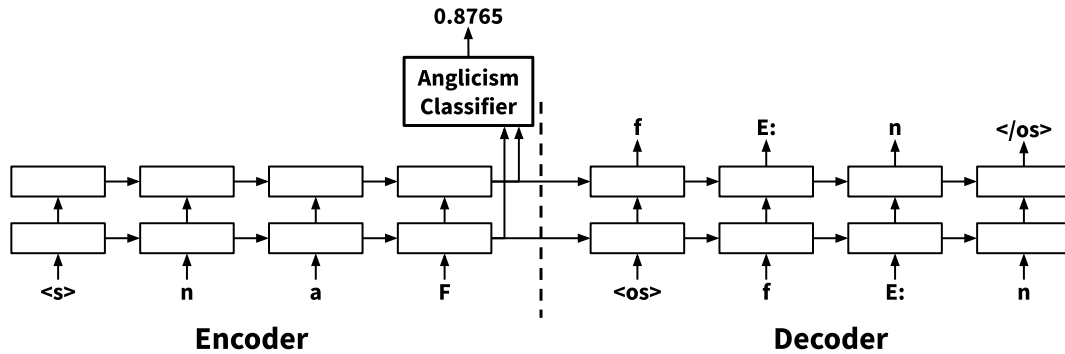 0.8765
Anglicism
Classifier
f E: n </os>
<s> n a F <os> f E: n
Encoder Decoder